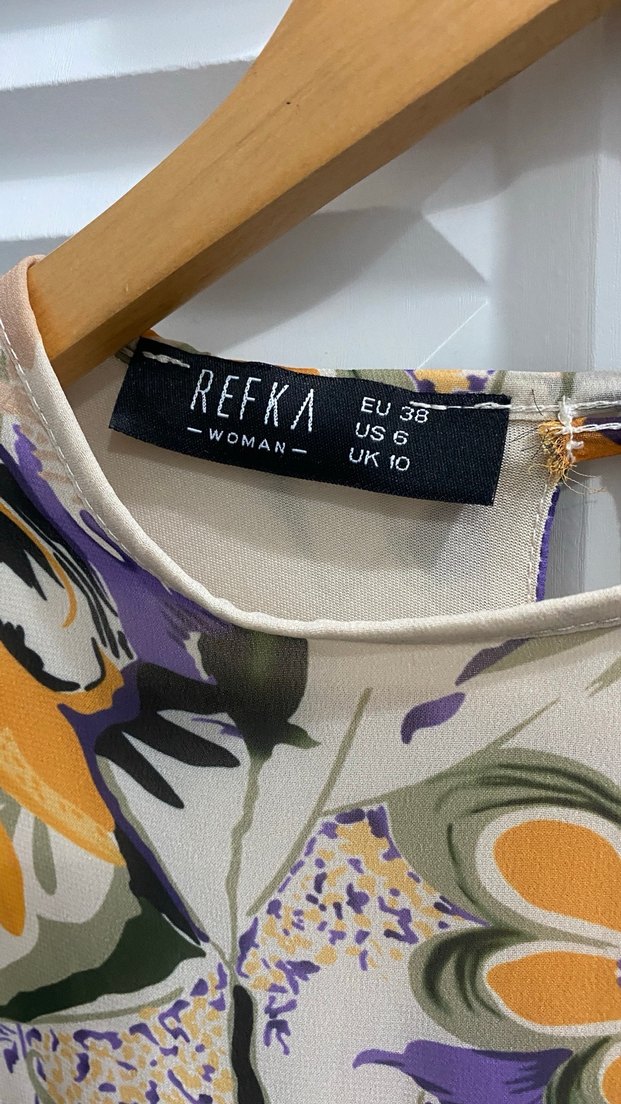 REFKA
—WOMAN—
EU 38
US 6
UK 10